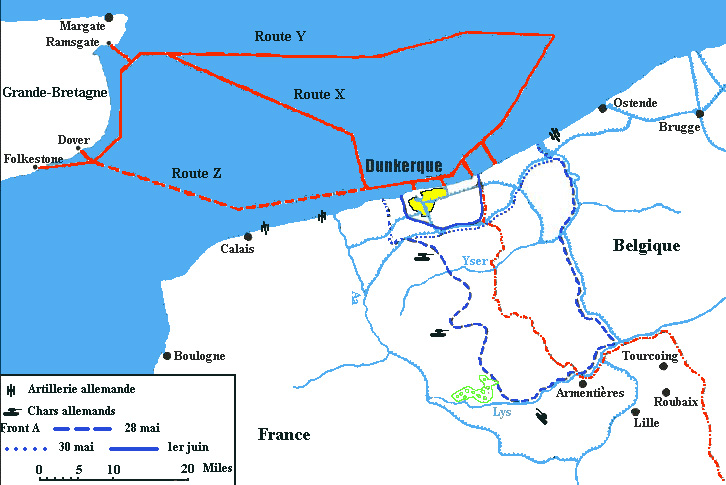 Margate
Ramsgate
Route Y
Grande-Bretagne
Route X
Ostende
Brugge
Dover
Folkestone
Dunkerque
Route Z
Calais
Belgique
Yser
Aa
Boulogne
Tourcoing
Armentières
Roubaix
Lys
Lille
France
Artillerie allemande
Chars allemands
Front A 28 mai
30 mai 1er juin
0 5 10 20 Miles